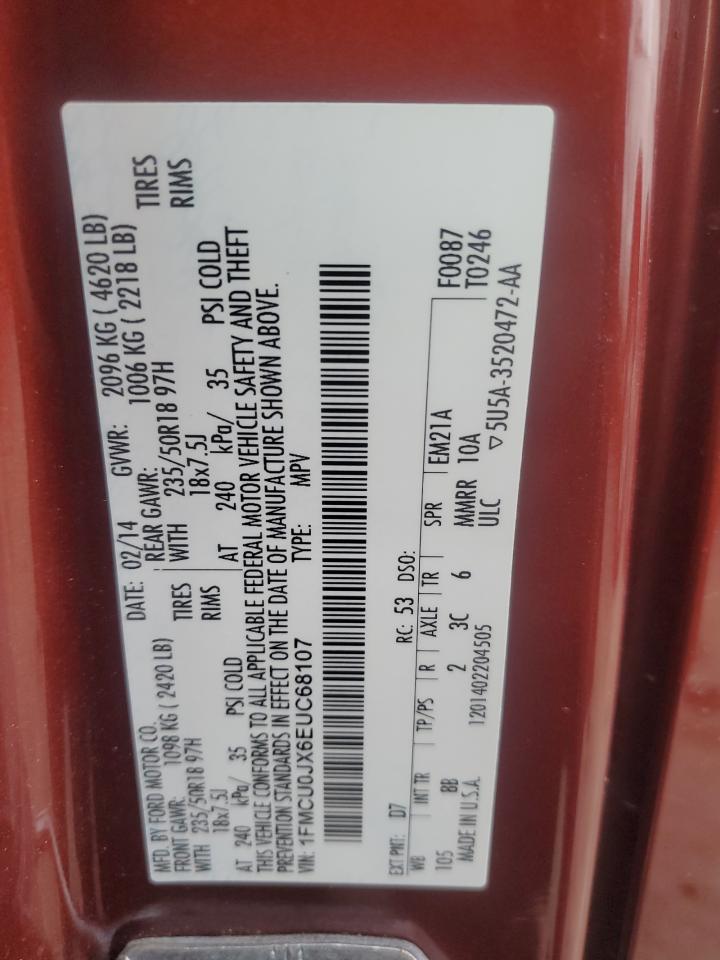 MFD. BY FORD MOTOR CO. DATE: 02/14 GVWR: 2096 KG ( 4620 LB)
FRONT GAWR: 1098 KG ( 2420 LB) REAR GAWR: 1006 KG ( 2218 LB)
WITH 235/50R18 97H TIRES WITH 235/50R18 97H TIRES
18x7.5J RIMS 18x7.5J RIMS
AT 240 kPa/ 35 PSI COLD AT 240 kPa/ 35 PSI COLD
THIS VEHICLE CONFORMS TO ALL APPLICABLE FEDERAL MOTOR VEHICLE SAFETY AND THEFT
PREVENTION STANDARDS IN EFFECT ON THE DATE OF MANUFACTURE SHOWN ABOVE.
VIN: 1FMCU0JX6EUC68107 TYPE: MPV
EXT PNT: D7 RC: 53 DSO: F0087
WB INT TR TP/PS R AXLE TR SPR EM21A T0246
105 8B 2 3C 6 MMRR 10A
MADE IN U.S.A. 1201402204505 ULC ▽5U5A-3520472-AA